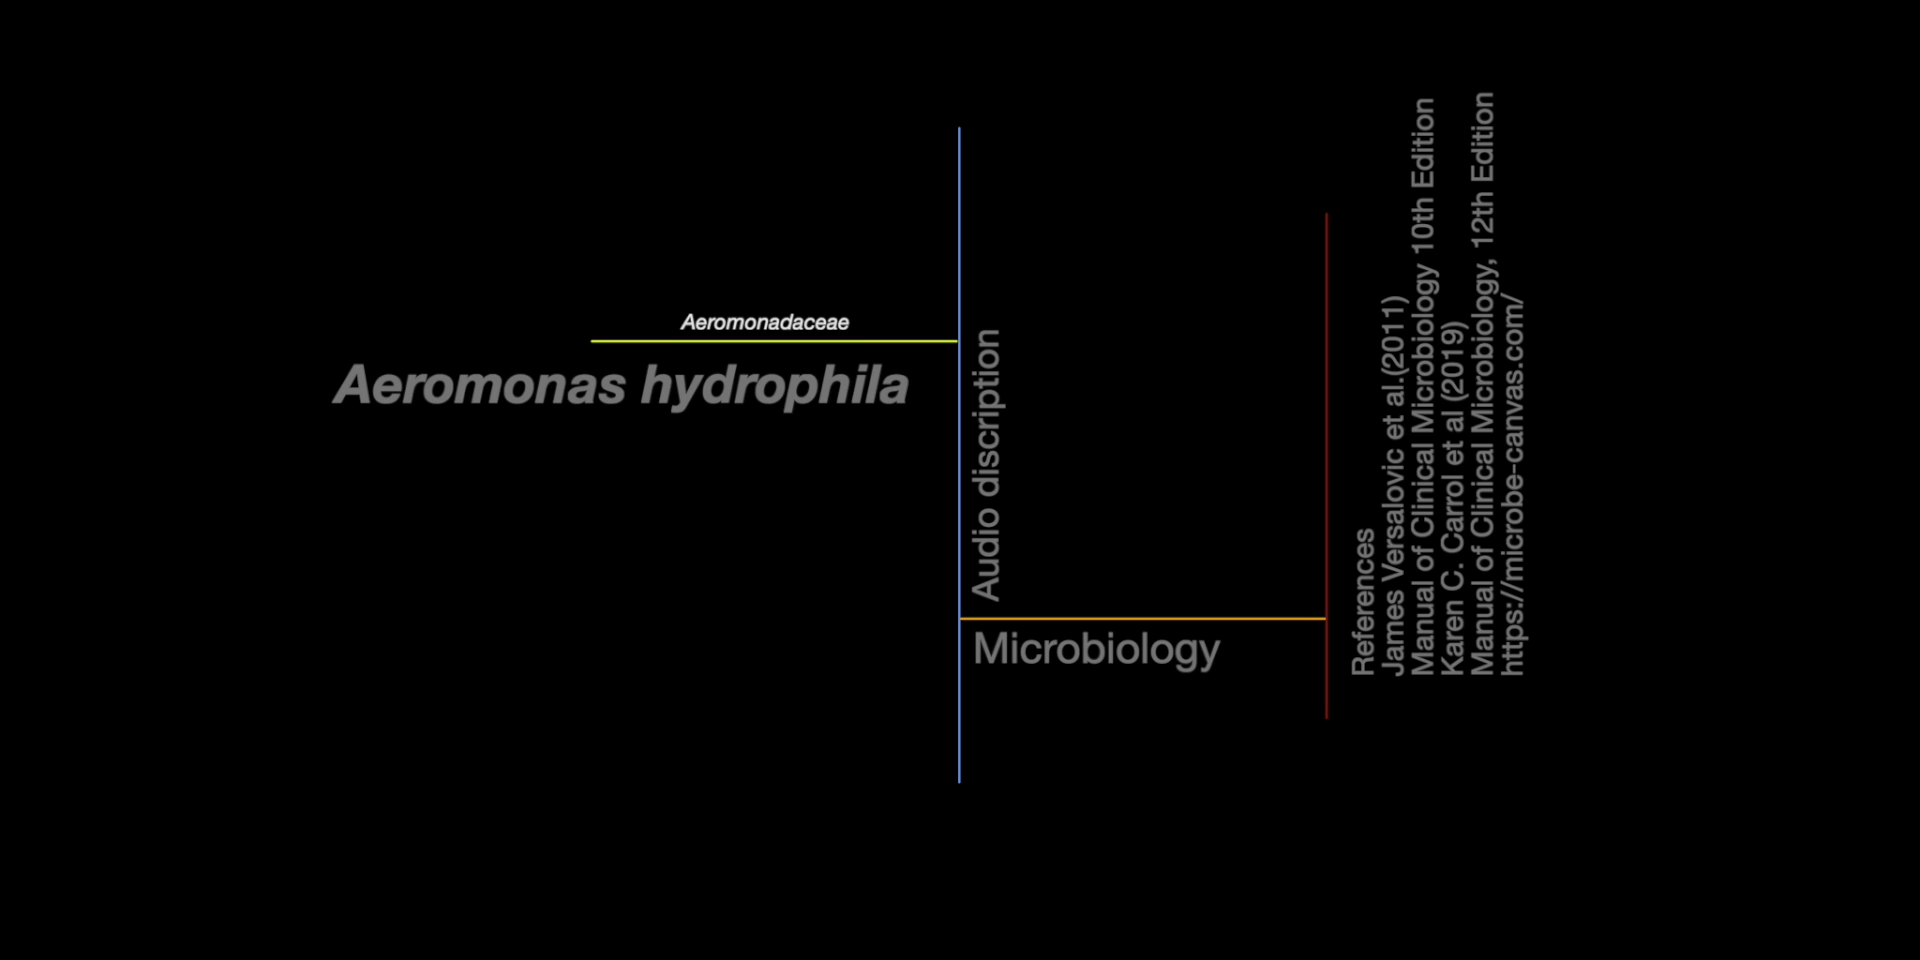 Aeromonadaceae
Aeromonas hydrophila
Audio discription
Microbiology
References
James Versalovic et al.(2011)
Manual of Clinical Microbiology 10th Edition
Karen C. Carrol et al (2019)
Manual of Clinical Microbiology, 12th Edition
https://microbe-canvas.com/